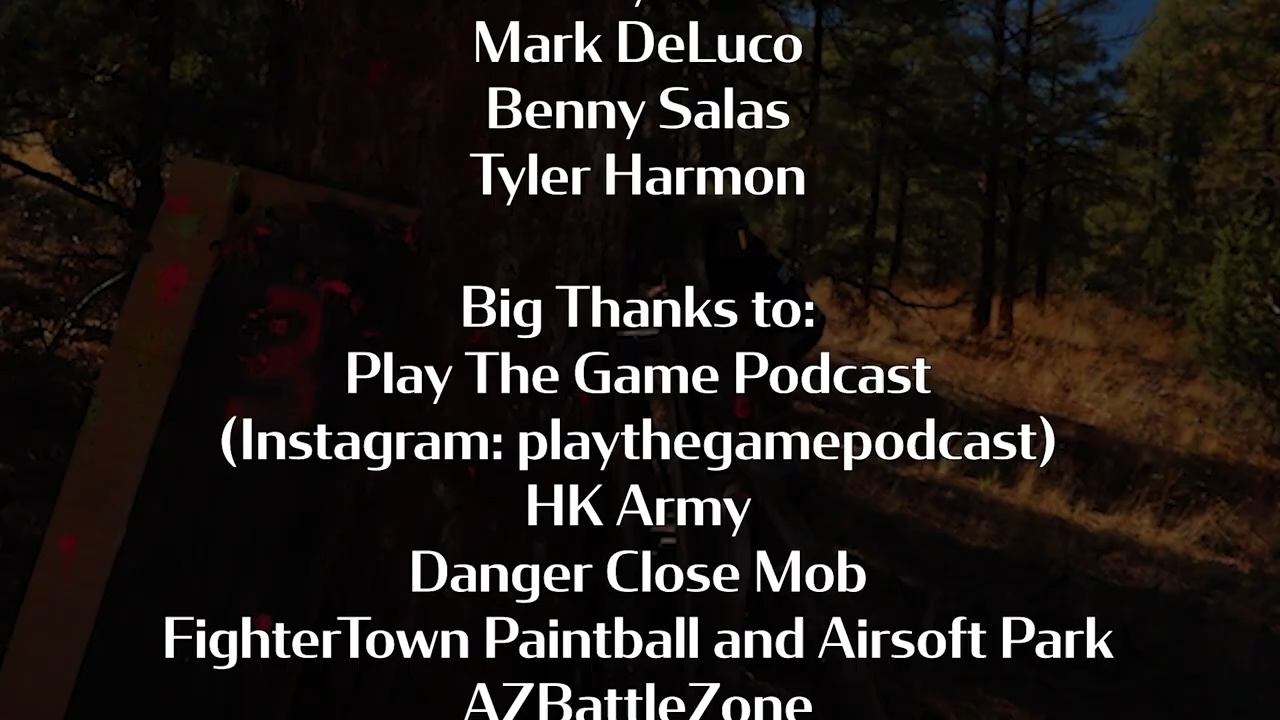 Mark DeLuco
Benny Salas
Tyler Harmon
Big Thanks to:
Play The Game Podcast
(Instagram: playthegamepodcast)
HK Army
Danger Close Mob
FighterTown Paintball and Airsoft Park
AZBattleZone